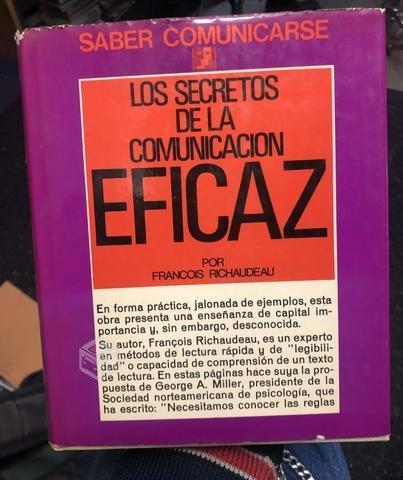 SABER COMUNICARSE
LOS SECRETOS
DE LA
COMUNICACION
EFICAZ
POR
FRANCOIS RICHAUDEAU
En forma práctica, jalonada de ejemplos, esta
obra presenta una enseñanza de capital im-
portancia y, sin embargo, desconocida.
Su autor, François Richaudeau, es un experto
en métodos de lectura rápida y de "legibili-
dad" o capacidad de comprensión de un texto
de lectura. En estas páginas hace suya la pro-
puesta de George A. Miller, presidente de la
Sociedad norteamericana de psicología, que
ha escrito: "Necesitamos conocer las reglas